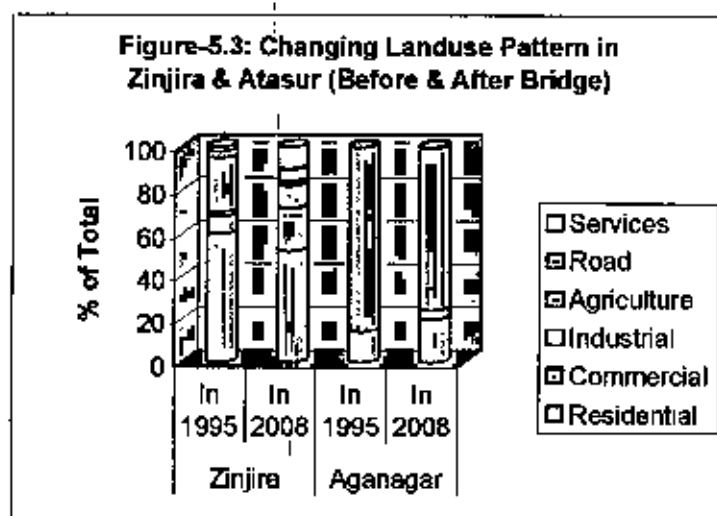 Figure-5.3: Changing Landuse Pattern in
Zinjira & Atasur (Before & After Bridge)
% of Total
100
80
60
40
20
0
In 1995
In 2008
In 1995
In 2008
Zinjira
Aganagar
Services
Road
Agriculture
Industrial
Commercial
Residential